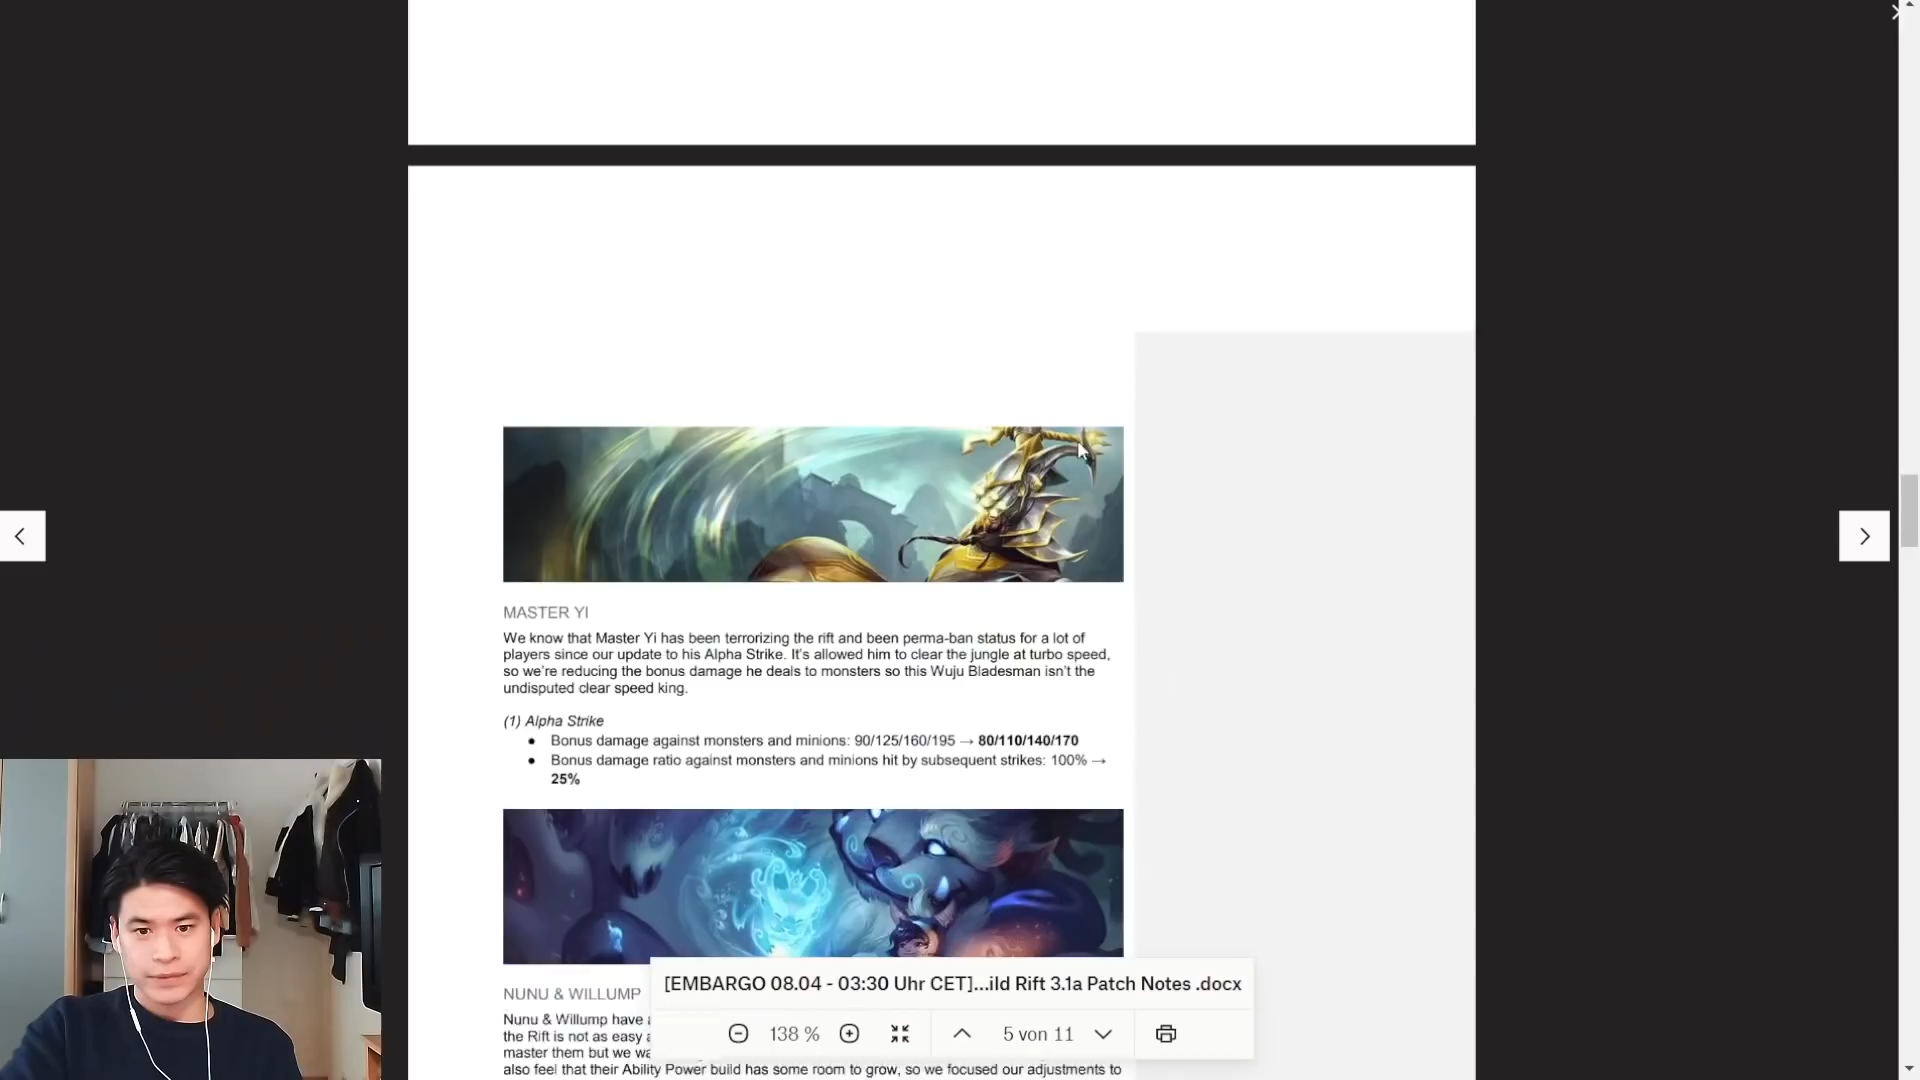 MASTER YI
We know that Master Yi has been terrorizing the rift and been perma-ban status for a lot of
players since our update to his Alpha Strike. It's allowed him to clear the jungle at turbo speed,
so we're reducing the bonus damage he deals to monsters so this Wuju Bladesman isn't the
undisputed clear speed king.
(1) Alpha Strike
● Bonus damage against monsters and minions: 90/125/160/195 → 80/110/140/170
● Bonus damage ratio against monsters and minions hit by subsequent strikes: 100% →
25%
NUNU & WILLUMP
Nunu & Willump have
the Rift is not as easy
master them but we
also feel that their Ability Power build has some room to grow, so we focused our adjustments to
[EMBARGO 08.04 - 03:30 Uhr CET]...ild Rift 3.1a Patch Notes .docx
138 %
5 von 11